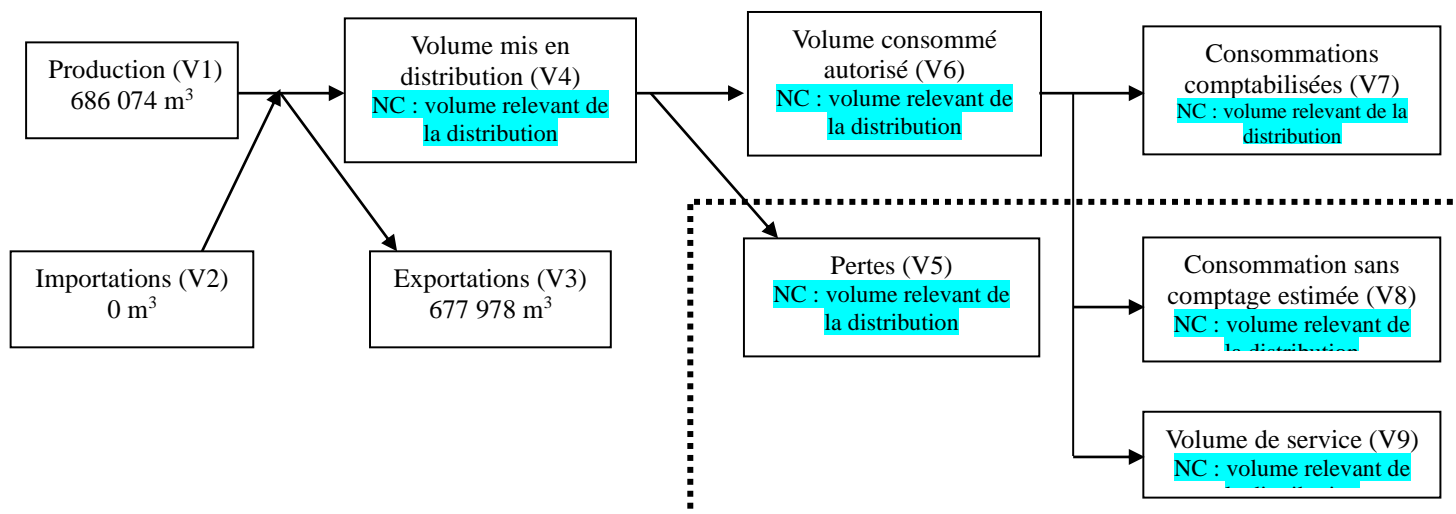 Production (V1)
686 074 m³
Volume mis en
distribution (V4)
NC : volume relevant de
la distribution
Volume consommé
autorisé (V6)
NC : volume relevant de
la distribution
Consommations
comptabilisées (V7)
NC : volume relevant de la
distribution
Importations (V2)
0 m³
Exportations (V3)
677 978 m³
Pertes (V5)
NC : volume relevant de
la distribution
Consommation sans
comptage estimée (V8)
NC : volume relevant de
la distribution
Volume de service (V9)
NC : volume relevant de